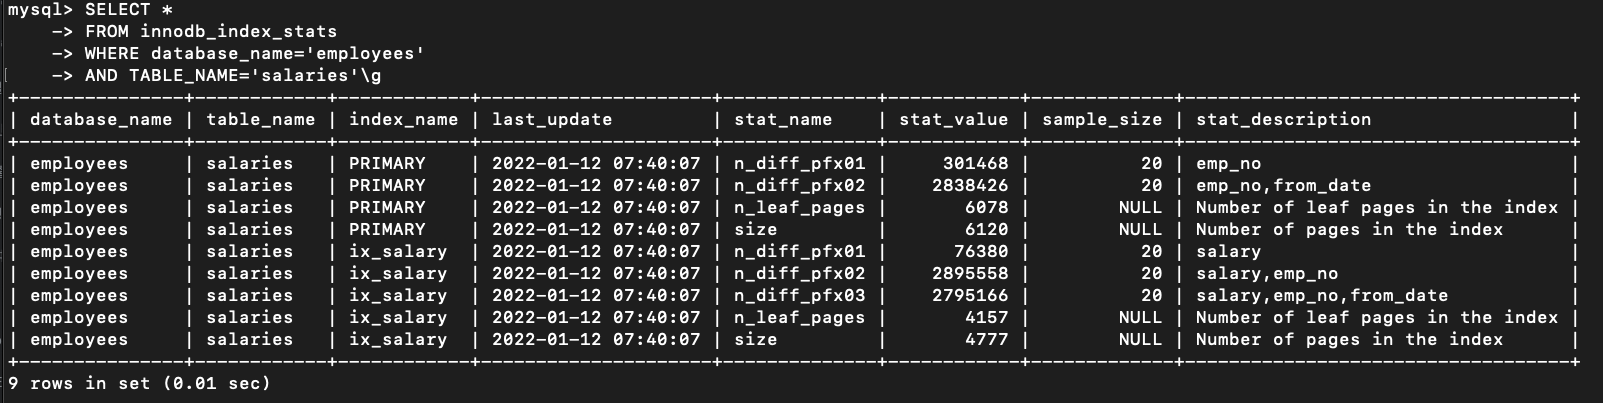 mysql> SELECT *
    -> FROM innodb_index_stats
    -> WHERE database_name='employees'
    -> AND TABLE_NAME='salaries'\g
+---------------+------------+------------+---------------------+--------------+------------+-------------+-----------------------------------+
| database_name | table_name | index_name | last_update         | stat_name    | stat_value | sample_size | stat_description                  |
+---------------+------------+------------+---------------------+--------------+------------+-------------+-----------------------------------+
| employees     | salaries   | PRIMARY    | 2022-01-12 07:40:07 | n_diff_pfx01 |     301468 |          20 | emp_no                            |
| employees     | salaries   | PRIMARY    | 2022-01-12 07:40:07 | n_diff_pfx02 |    2838426 |          20 | emp_no,from_date                  |
| employees     | salaries   | PRIMARY    | 2022-01-12 07:40:07 | n_leaf_pages |       6078 |        NULL | Number of leaf pages in the index |
| employees     | salaries   | PRIMARY    | 2022-01-12 07:40:07 | size         |       6120 |        NULL | Number of pages in the index      |
| employees     | salaries   | ix_salary  | 2022-01-12 07:40:07 | n_diff_pfx01 |      76380 |          20 | salary                            |
| employees     | salaries   | ix_salary  | 2022-01-12 07:40:07 | n_diff_pfx02 |    2895558 |          20 | salary,emp_no                     |
| employees     | salaries   | ix_salary  | 2022-01-12 07:40:07 | n_diff_pfx03 |    2795166 |          20 | salary,emp_no,from_date           |
| employees     | salaries   | ix_salary  | 2022-01-12 07:40:07 | n_leaf_pages |       4157 |        NULL | Number of leaf pages in the index |
| employees     | salaries   | ix_salary  | 2022-01-12 07:40:07 | size         |       4777 |        NULL | Number of pages in the index      |
+---------------+------------+------------+---------------------+--------------+------------+-------------+-----------------------------------+
9 rows in set (0.01 sec)